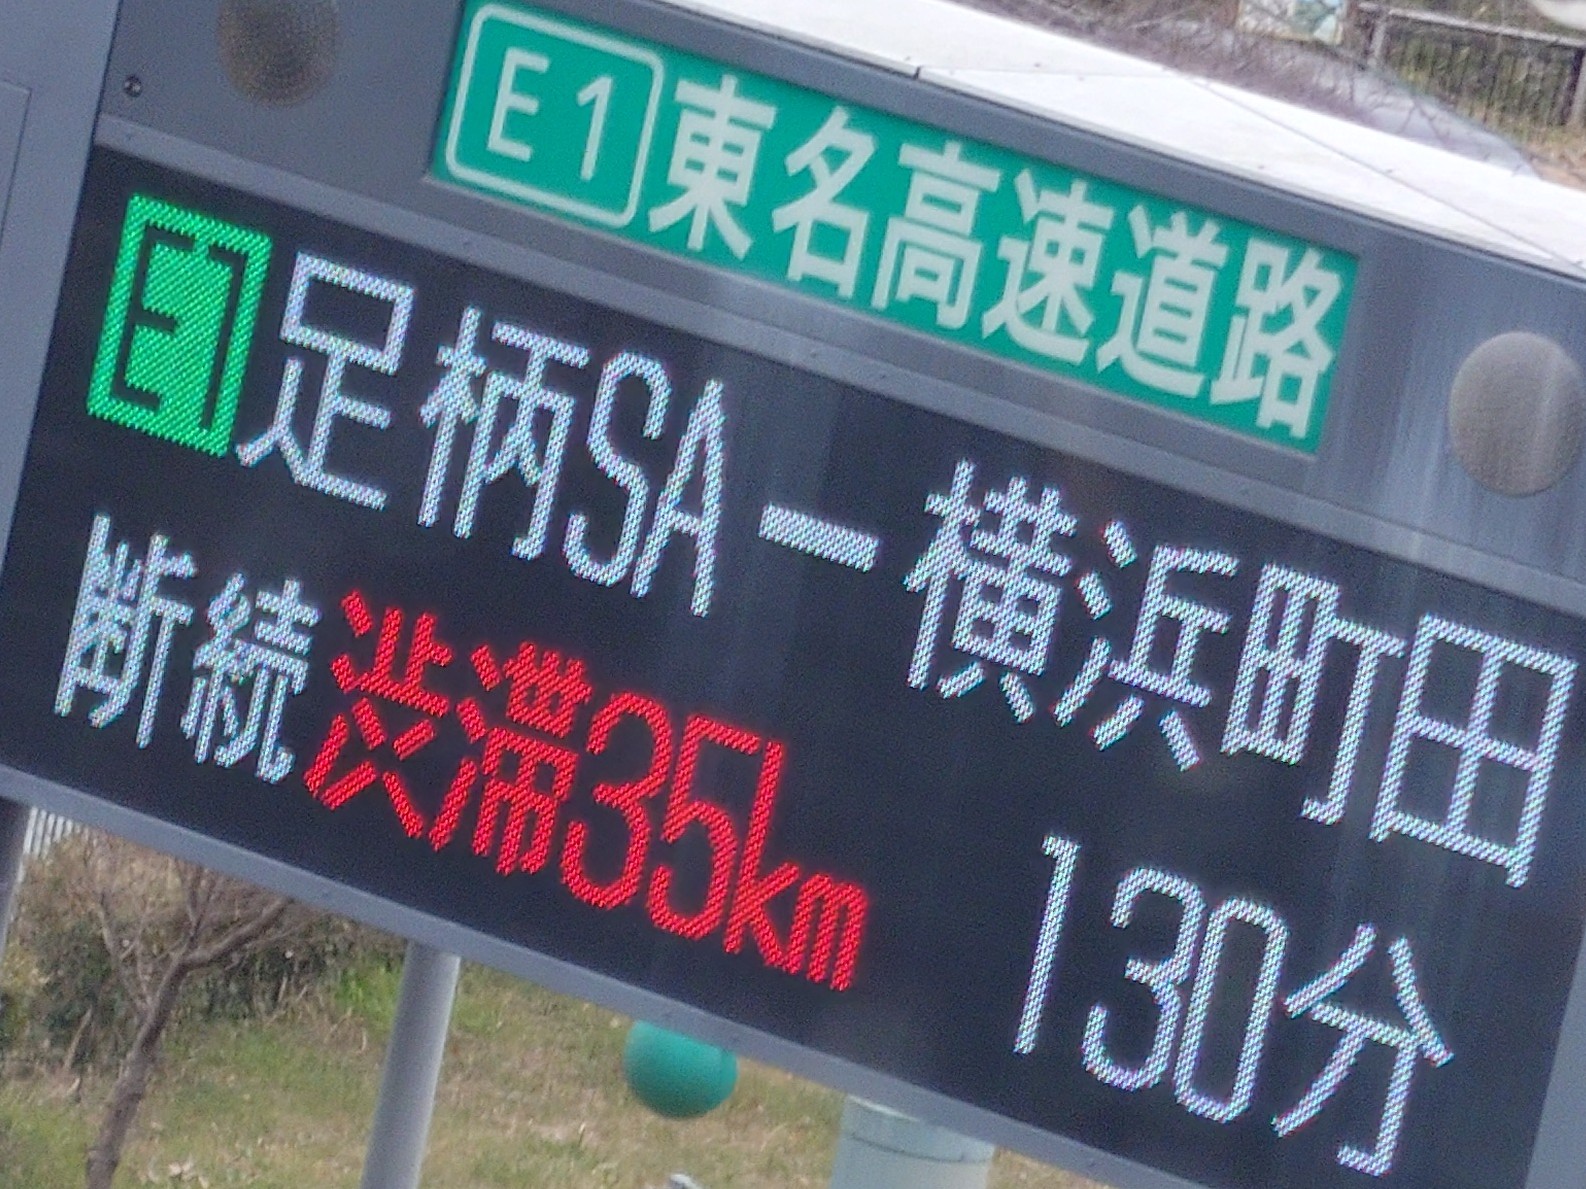 E1 東名高速道路
E1 足柄SAー横浜町田
断続渋滞35km 130分